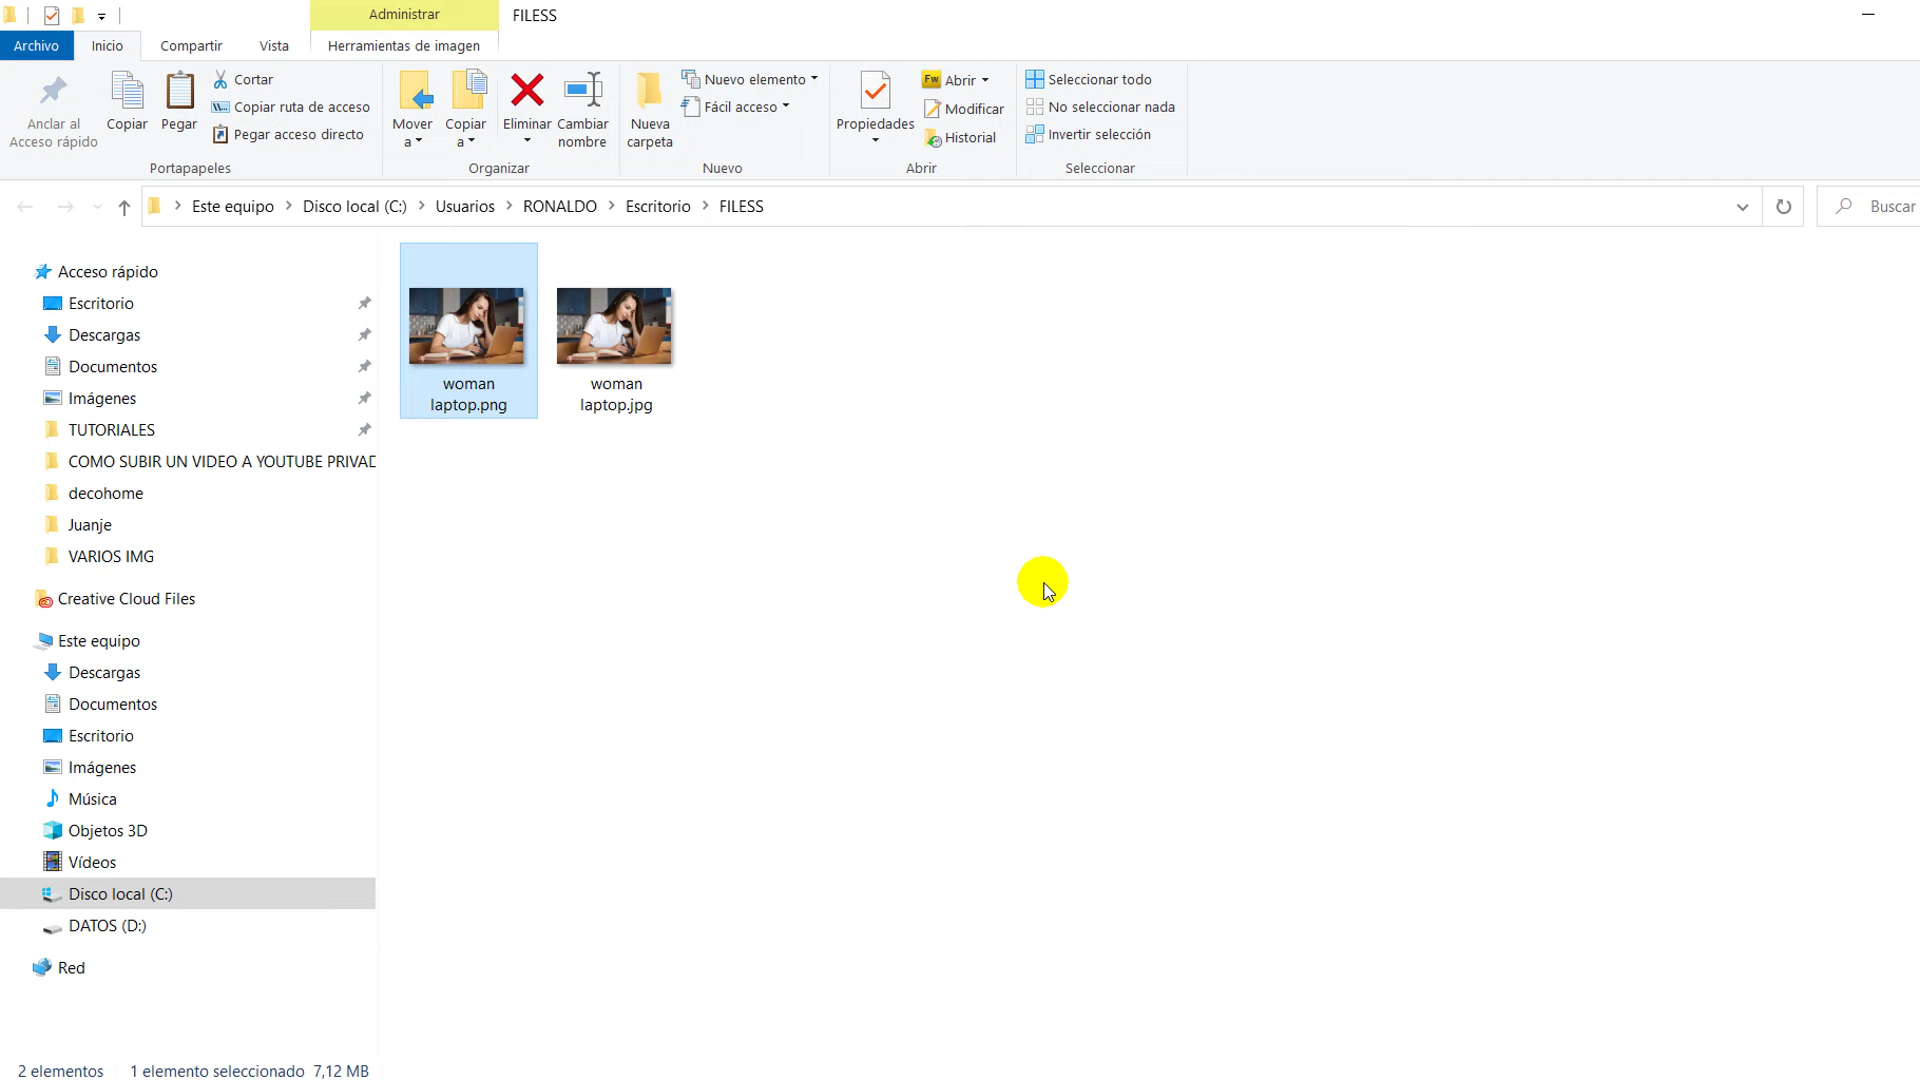 Administrar
FILESS
Archivo
Inicio
Compartir
Vista
Herramientas de imagen
Anclar al
Acceso rápido
Copiar
Pegar
Cortar
Copiar ruta de acceso
Pegar acceso directo
Portapapeles
Mover
a
Copiar
a
Eliminar
Cambiar
nombre
Organizar
Nueva
carpeta
Nuevo elemento
Fácil acceso
Nuevo
Propiedades
Fw
Abrir
Modificar
Historial
Abrir
Seleccionar todo
No seleccionar nada
Invertir selección
Seleccionar
Este equipo
Disco local (C:)
Usuarios
RONALDO
Escritorio
FILESS
Buscar
Acceso rápido
Escritorio
Descargas
Documentos
Imágenes
TUTORIALES
COMO SUBIR UN VIDEO A YOUTUBE PRIVAD
decohome
Juanje
VARIOS IMG
Creative Cloud Files
Este equipo
Descargas
Documentos
Escritorio
Imágenes
Música
Objetos 3D
Vídeos
Disco local (C:)
DATOS (D:)
Red
woman
laptop.png
woman
laptop.jpg
2 elementos
1 elemento seleccionado 7,12 MB